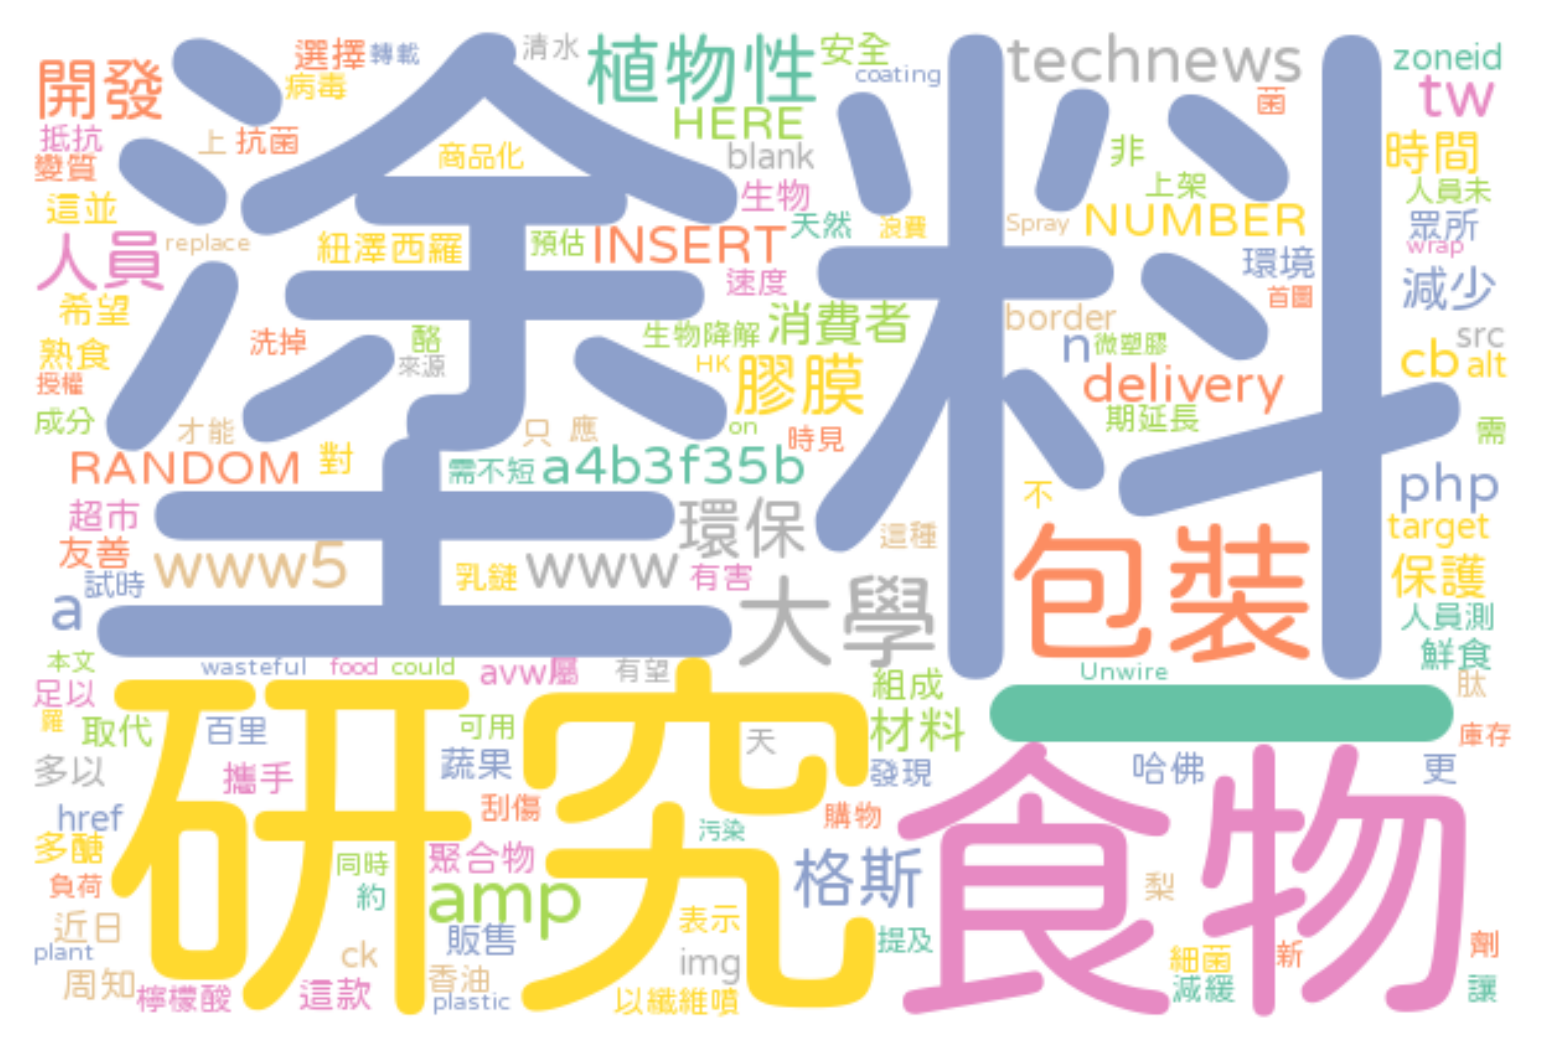 塗料
研究
食物
包裝
一
開發
選擇
轉載
病毒
清水
植物性
安全
coating
technews
zoneid
tw
菌
抵抗
上
抗菌
變質
商品化
HERE
blank
非
時間
這並
生物
上架
人員未
人員
replace
紐澤西羅
預估
INSERT
天然
浪費
Spray
NUMBER
眾所
wrap
環境
希望
速度
首圖
減少
熟食
洗掉
酪
生物降解
消費者
border
n
微塑膠
src
授權
來源
HK
膠膜
delivery
cb
alt
成分
才能
對
只
應
on
時見
期延長
需
RANDOM
需不短
a4b3f35b
不
php
超市
環保
這種
target
友善
www5
乳鏈
www
有害
保護
試時
a
大學
人員測
本文
wasteful
food
could
avw屬
有望
Unwire
鮮食
足以
組成
肽
羅
取代
百里
可用
天
材料
庫存
多以
攜手
蔬果
發現
哈佛
更
href
刮傷
污染
購物
多醣
同時
聚合物
格斯
負荷
約
amp
梨
近日
販售
表示
提及
plant
ck
img
細菌
新
劑
周知
檸檬酸
這款
香油
plastic
以纖維噴
減緩
讓